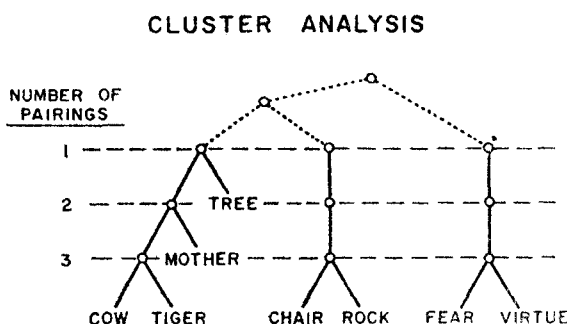 CLUSTER ANALYSIS
NUMBER OF
PAIRINGS
1
2 TREE
3 MOTHER
COW TIGER CHAIR ROCK FEAR VIRTUE